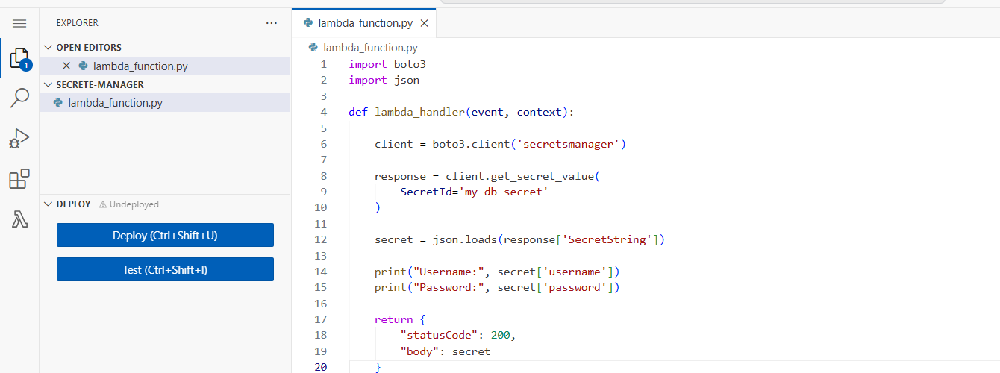 EXPLORER
...
OPEN EDITORS
lambda_function.py
SECRETE-MANAGER
lambda_function.py
DEPLOY Undeployed
Deploy (Ctrl+Shift+U)
Test (Ctrl+Shift+I)
1
lambda_function.py
lambda_function.py
1 import boto3
2 import json
3
4 def lambda_handler(event, context):
5
6     client = boto3.client('secretsmanager')
7
8     response = client.get_secret_value(
9         SecretId='my-db-secret'
10     )
11
12     secret = json.loads(response['SecretString'])
13
14     print("Username:", secret['username'])
15     print("Password:", secret['password'])
16
17     return {
18         "statusCode": 200,
19         "body": secret
20     }